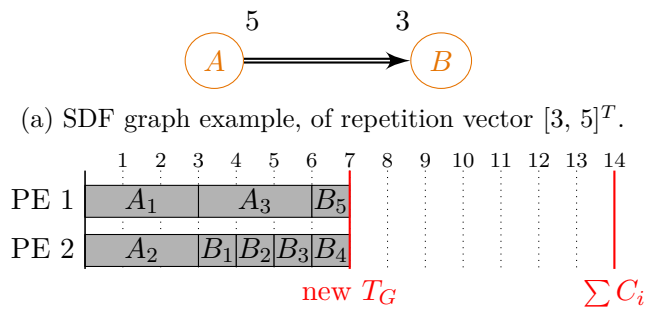 5 3
A B
(a) SDF graph example, of repetition vector [3, 5]ᵀ.
1 2 3 4 5 6 7 8 9 10 11 12 13 14
PE 1 A₁ A₃ B₅
PE 2 A₂ B₁ B₂ B₃ B₄
new T_G ∑ C_i